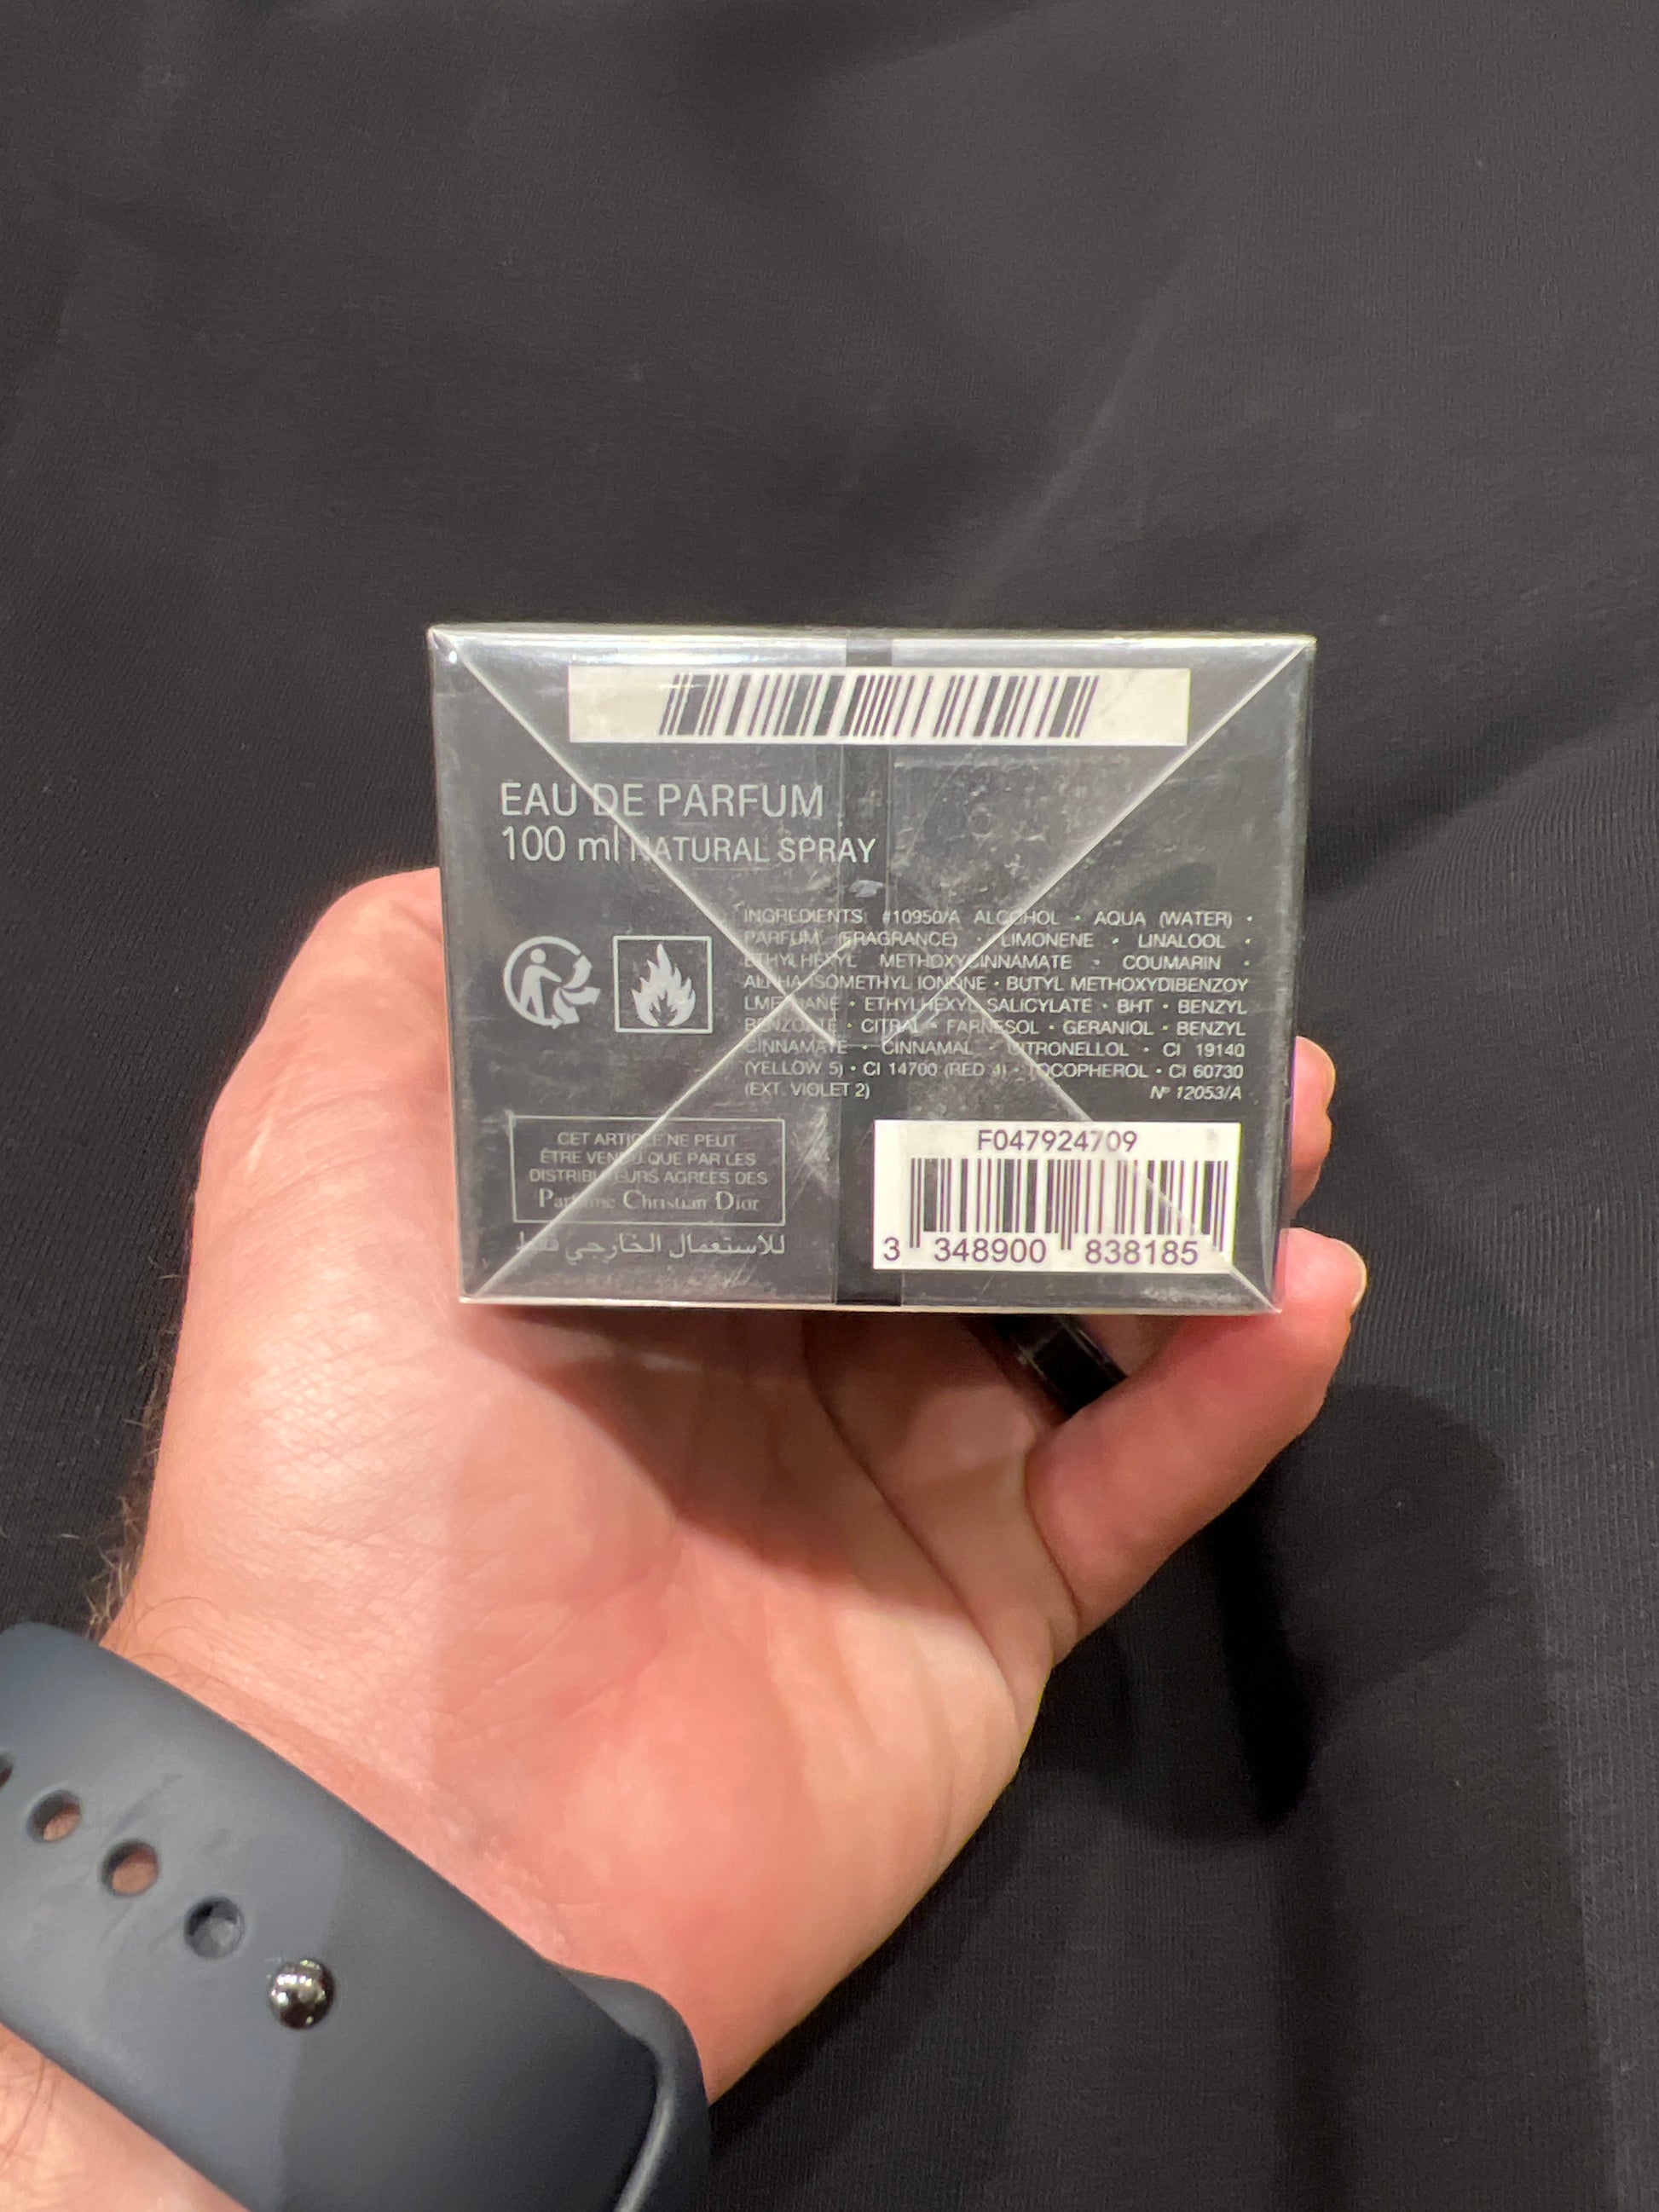 EAU DE PARFUM
100 ml NATURAL SPRAY
INGREDIENTS: #10950/A ALCOHOL • AQUA (WATER) •
PARFUM (FRAGRANCE) • LIMONENE • LINALOOL •
ETHYLHEXYL METHOXYCINNAMATE • COUMARIN •
ALPHA-ISOMETHYL IONONE • BUTYL METHOXYDIBENZOY
LMETHANE • ETHYLHEXYL SALICYLATE • BHT • BENZYL
BENZOATE • CITRAL • FARNESOL • GERANIOL • BENZYL
CINNAMATE • CINNAMAL • CITRONELLOL • CI 19140
(YELLOW 5) • CI 14700 (RED 4) • TOCOPHEROL • CI 60730
(EXT. VIOLET 2) N° 12053/A
CET ARTICLE NE PEUT
ÊTRE VENDU QUE PAR LES
DISTRIBUTEURS AGRÉÉS DES
Parfums Christian Dior
للاستعمال الخارجي فقط
F047924709
3 348900 838185